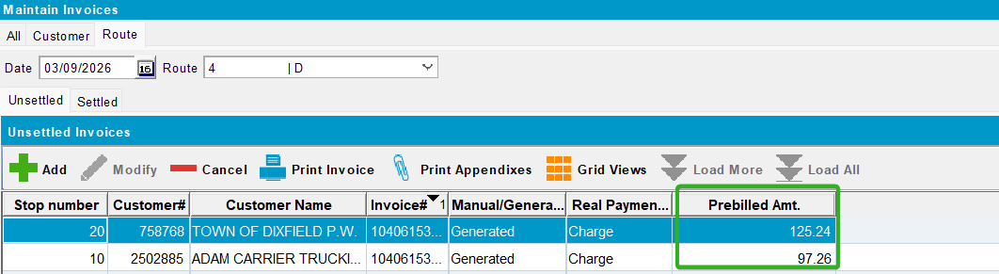 Maintain Invoices
All Customer Route
Date 03/09/2026 16 Route 4 | D
Unsettled Settled
Unsettled Invoices
Add Modify Cancel Print Invoice Print Appendixes Grid Views Load More Load All
Stop number Customer# Customer Name Invoice# 1 Manual/Genera... Real Paymen... Prebilled Amt.
20 758768 TOWN OF DIXFIELD P.W. 10406153... Generated Charge 125.24
10 2502885 ADAM CARRIER TRUCKI... 10406153... Generated Charge 97.26